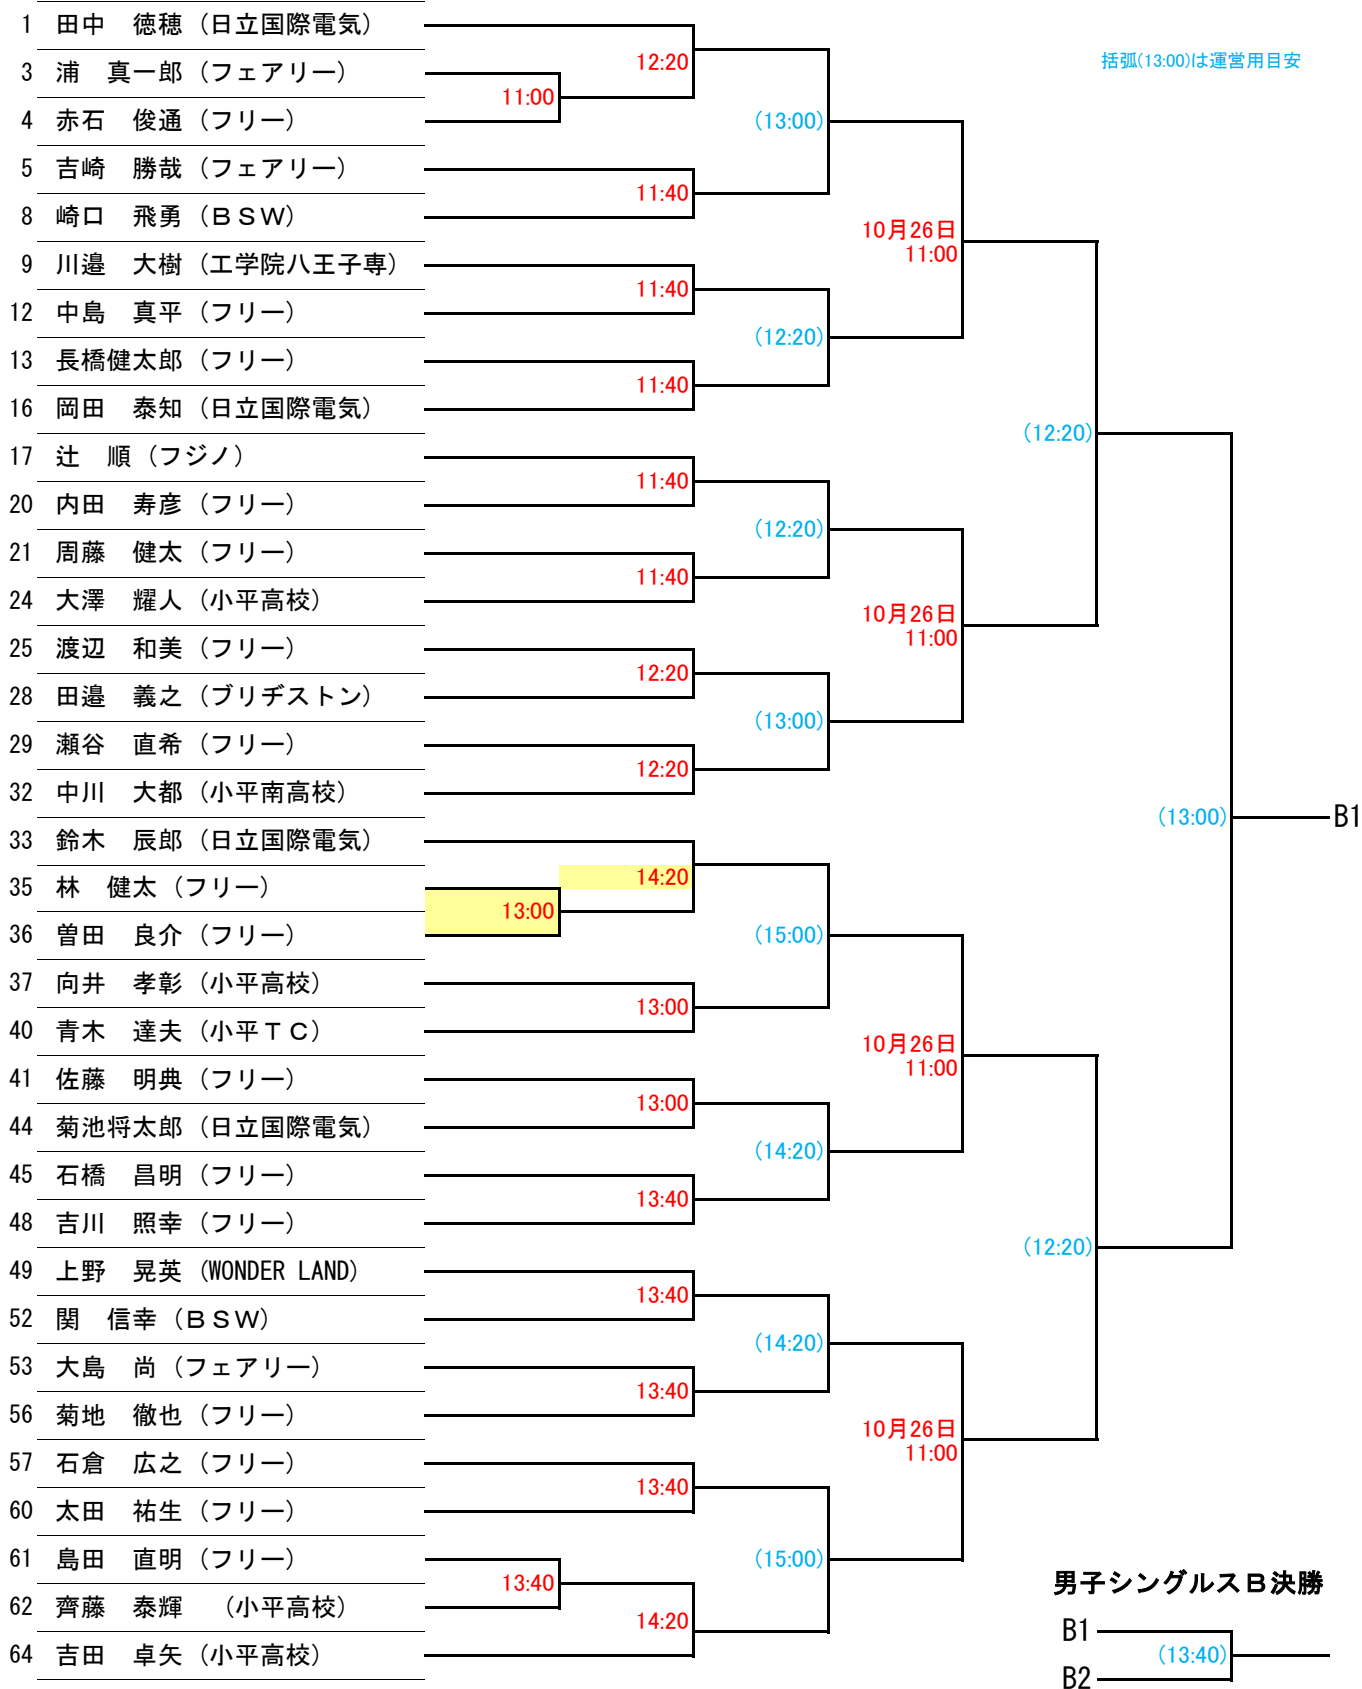 1 田中　徳穂（日立国際電気）
括弧(13:00)は運営用目安
12:20
3 浦　真一郎（フェアリー）
11:00
4 赤石　俊通（フリー）
(13:00)
5 吉崎　勝哉（フェアリー）
11:40
8 崎口　飛勇（ＢＳＷ）
10月26日
11:00
9 川邉　大樹（工学院八王子専）
11:40
12 中島　真平（フリー）
(12:20)
13 長橋健太郎（フリー）
11:40
16 岡田　泰知（日立国際電気）
(12:20)
17 辻　順（フジノ）
11:40
20 内田　寿彦（フリー）
(12:20)
21 周藤　健太（フリー）
11:40
24 大澤　耀人（小平高校）
10月26日
11:00
25 渡辺　和美（フリー）
12:20
28 田邉　義之（ブリヂストン）
(13:00)
29 瀬谷　直希（フリー）
12:20
32 中川　大都（小平南高校）
(13:00)
B1
33 鈴木　辰郎（日立国際電気）
14:20
35 林　健太（フリー）
13:00
36 曽田　良介（フリー）
(15:00)
37 向井　孝彰（小平高校）
13:00
40 青木　達夫（小平ＴＣ）
10月26日
11:00
41 佐藤　明典（フリー）
13:00
44 菊池将太郎（日立国際電気）
(14:20)
45 石橋　昌明（フリー）
13:40
48 吉川　照幸（フリー）
(12:20)
49 上野　晃英（WONDER LAND）
13:40
52 関　信幸（ＢＳＷ）
(14:20)
53 大島　尚（フェアリー）
13:40
56 菊地　徹也（フリー）
10月26日
11:00
57 石倉　広之（フリー）
13:40
60 太田　祐生（フリー）
(15:00)
61 島田　直明（フリー）
13:40
62 齊藤　泰輝　（小平高校）
14:20
64 吉田　卓矢（小平高校）
男子シングルスＢ決勝
B1
(13:40)
B2